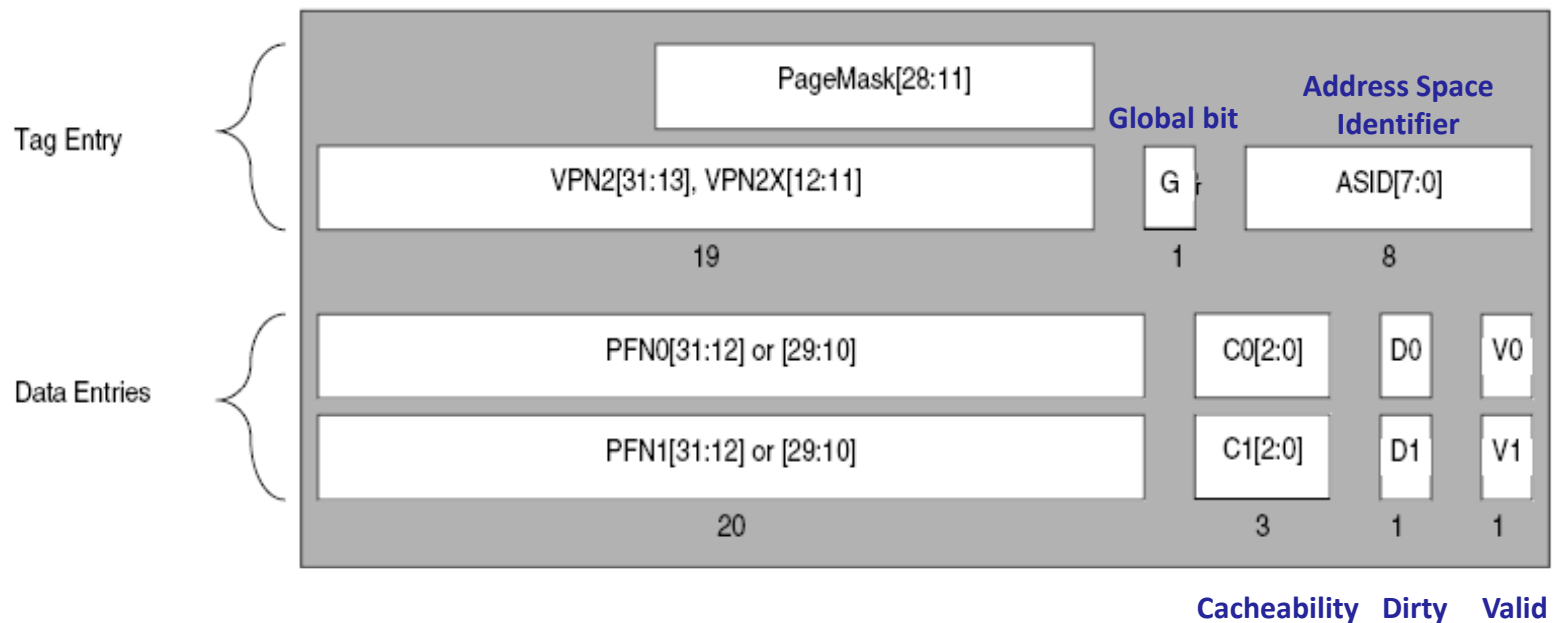 PageMask[28:11]
Address Space
Identifier
Global bit
Tag Entry
VPN2[31:13], VPN2X[12:11]
G
ASID[7:0]
19
1
8
PFN0[31:12] or [29:10]
C0[2:0]
D0
V0
Data Entries
PFN1[31:12] or [29:10]
C1[2:0]
D1
V1
20
3
1
1
Cacheability
Dirty
Valid